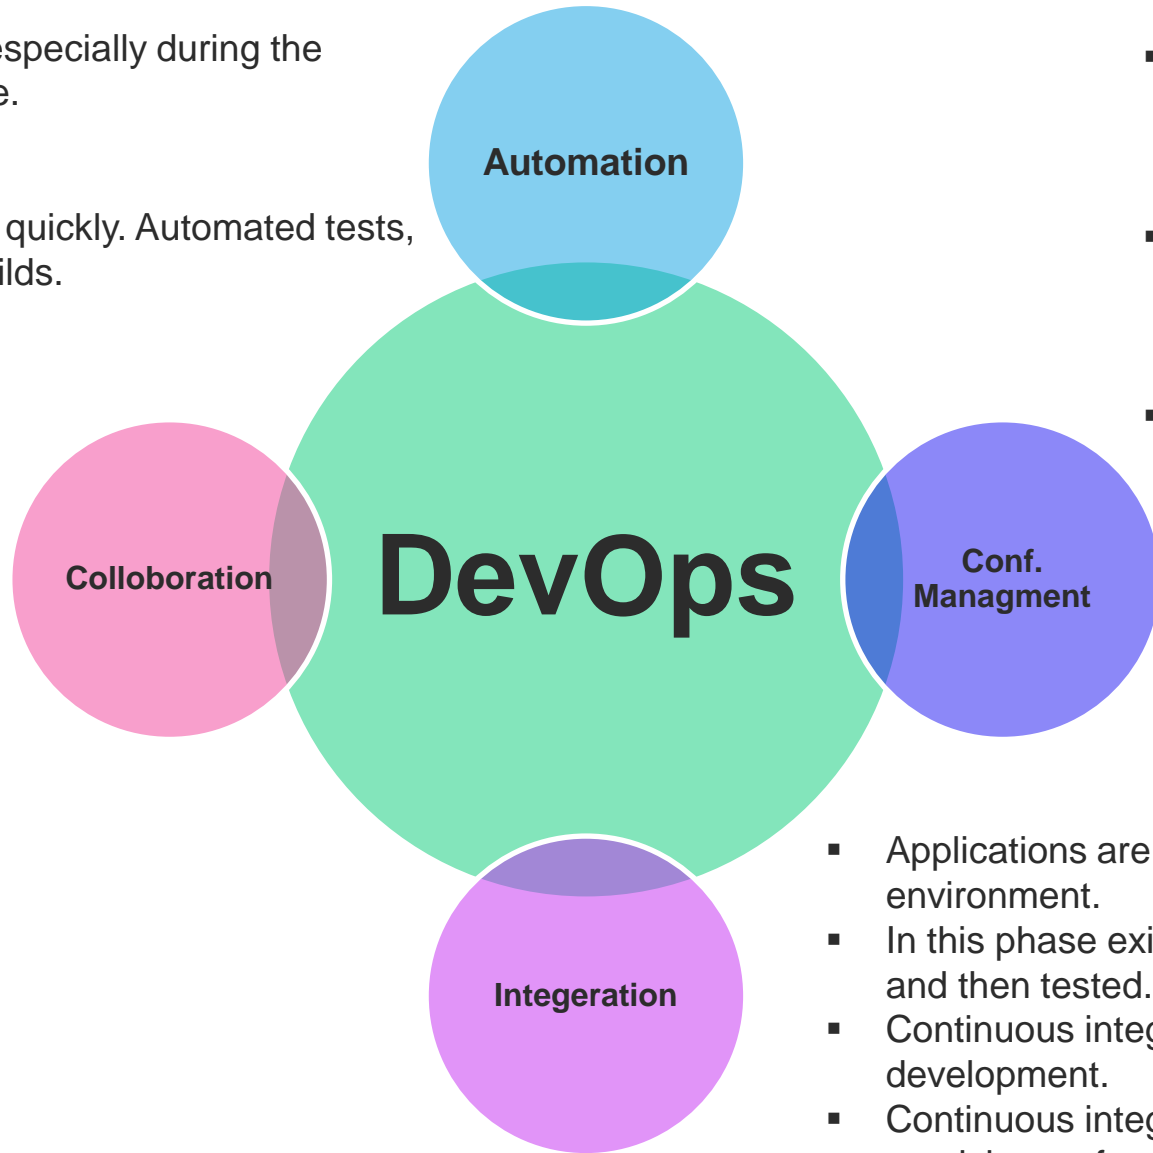 especially during the
e.
quickly. Automated tests,
ilds.
Automation
Colloboration
DevOps
Conf.
Managment
Integeration
▪ Applications are
environment.
▪ In this phase exi
and then tested.
▪ Continuous integ
development.
▪ Continuous integ